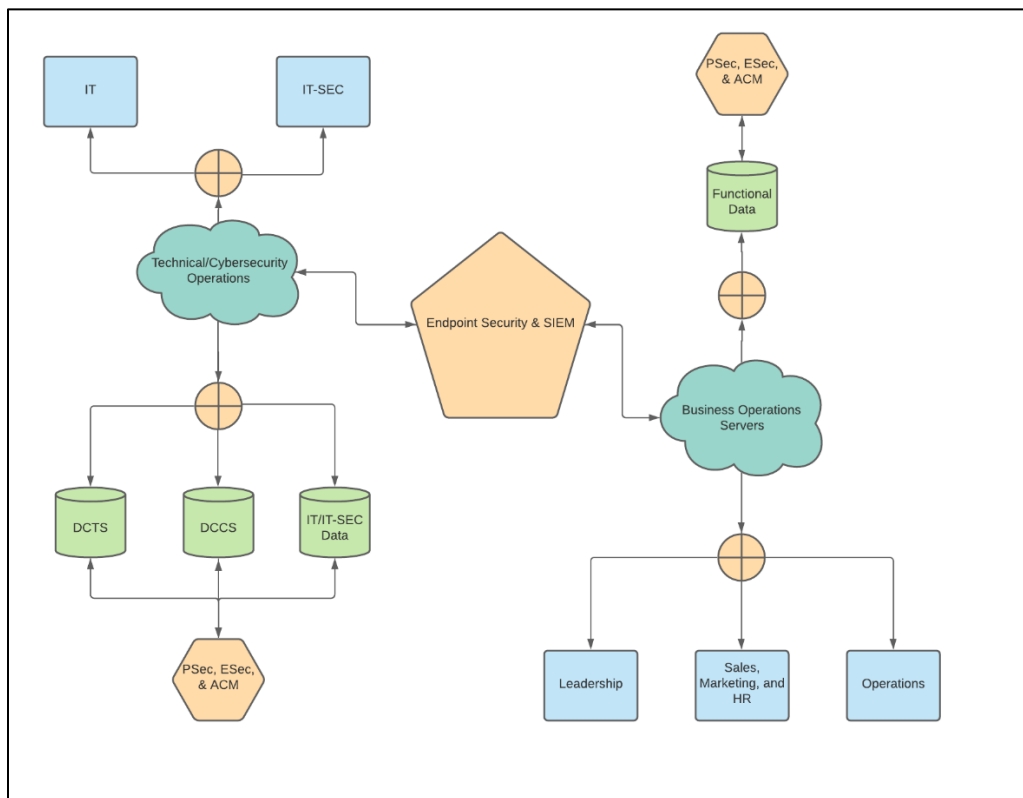 IT
IT-SEC
PSec, ESec,
& ACM
Functional
Data
Technical/Cybersecurity
Operations
Endpoint Security & SIEM
Business Operations
Servers
DCTS
DCCS
IT/IT-SEC
Data
PSec, ESec,
& ACM
Leadership
Sales,
Marketing, and
HR
Operations